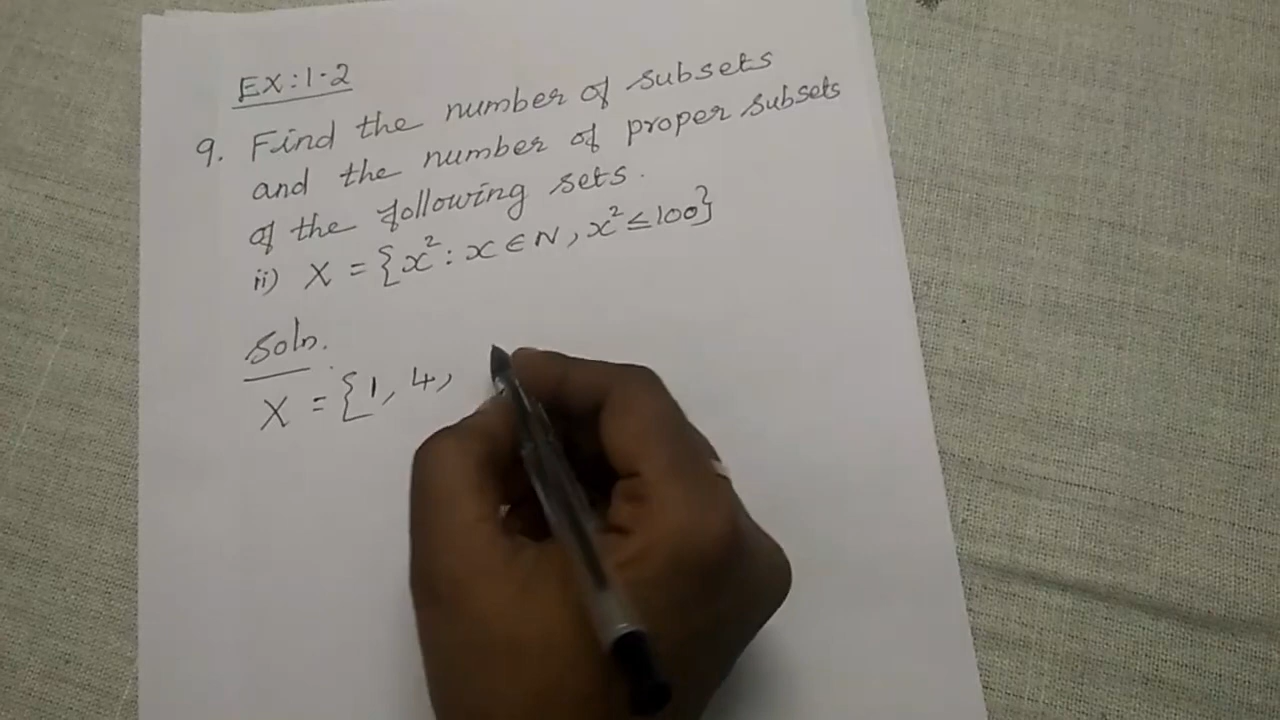 EX:1.2
9. Find the number of subsets
and the number of proper subsets
of the following sets.
ii) X = {x²: x ∈ N, x² ≤ 100}
Soln.
X = {1, 4,